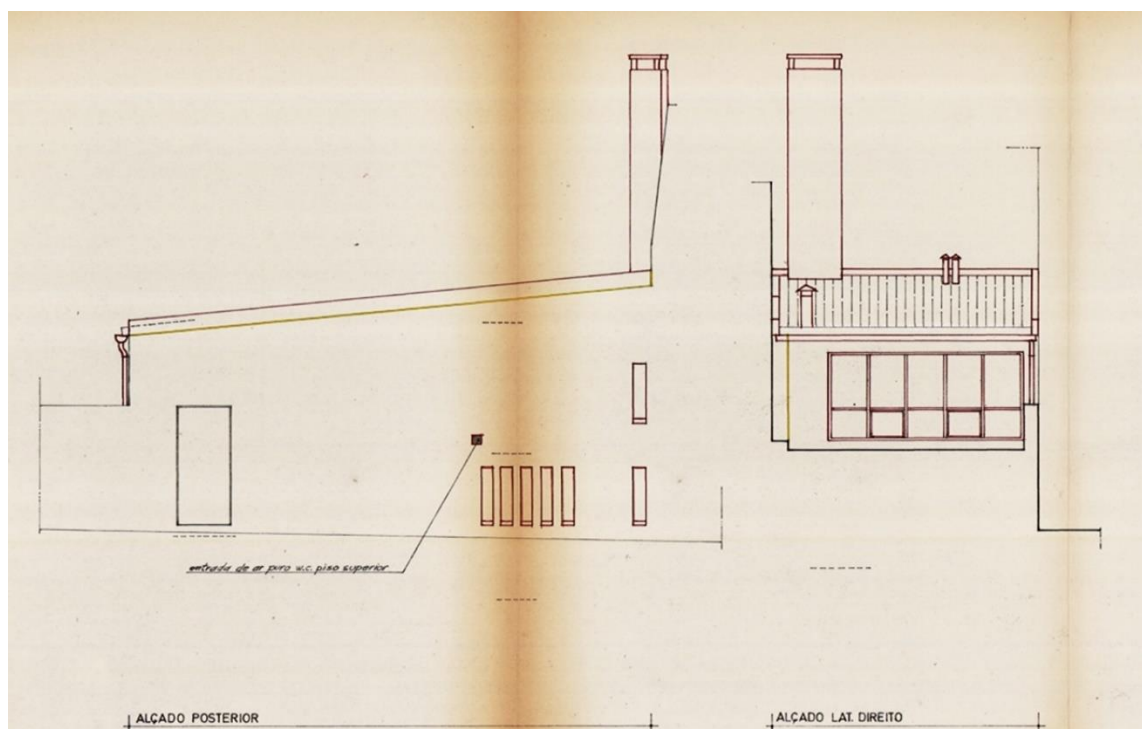 entrada de ar para w.c. piso superior
ALÇADO POSTERIOR
ALÇADO LAT. DIREITO